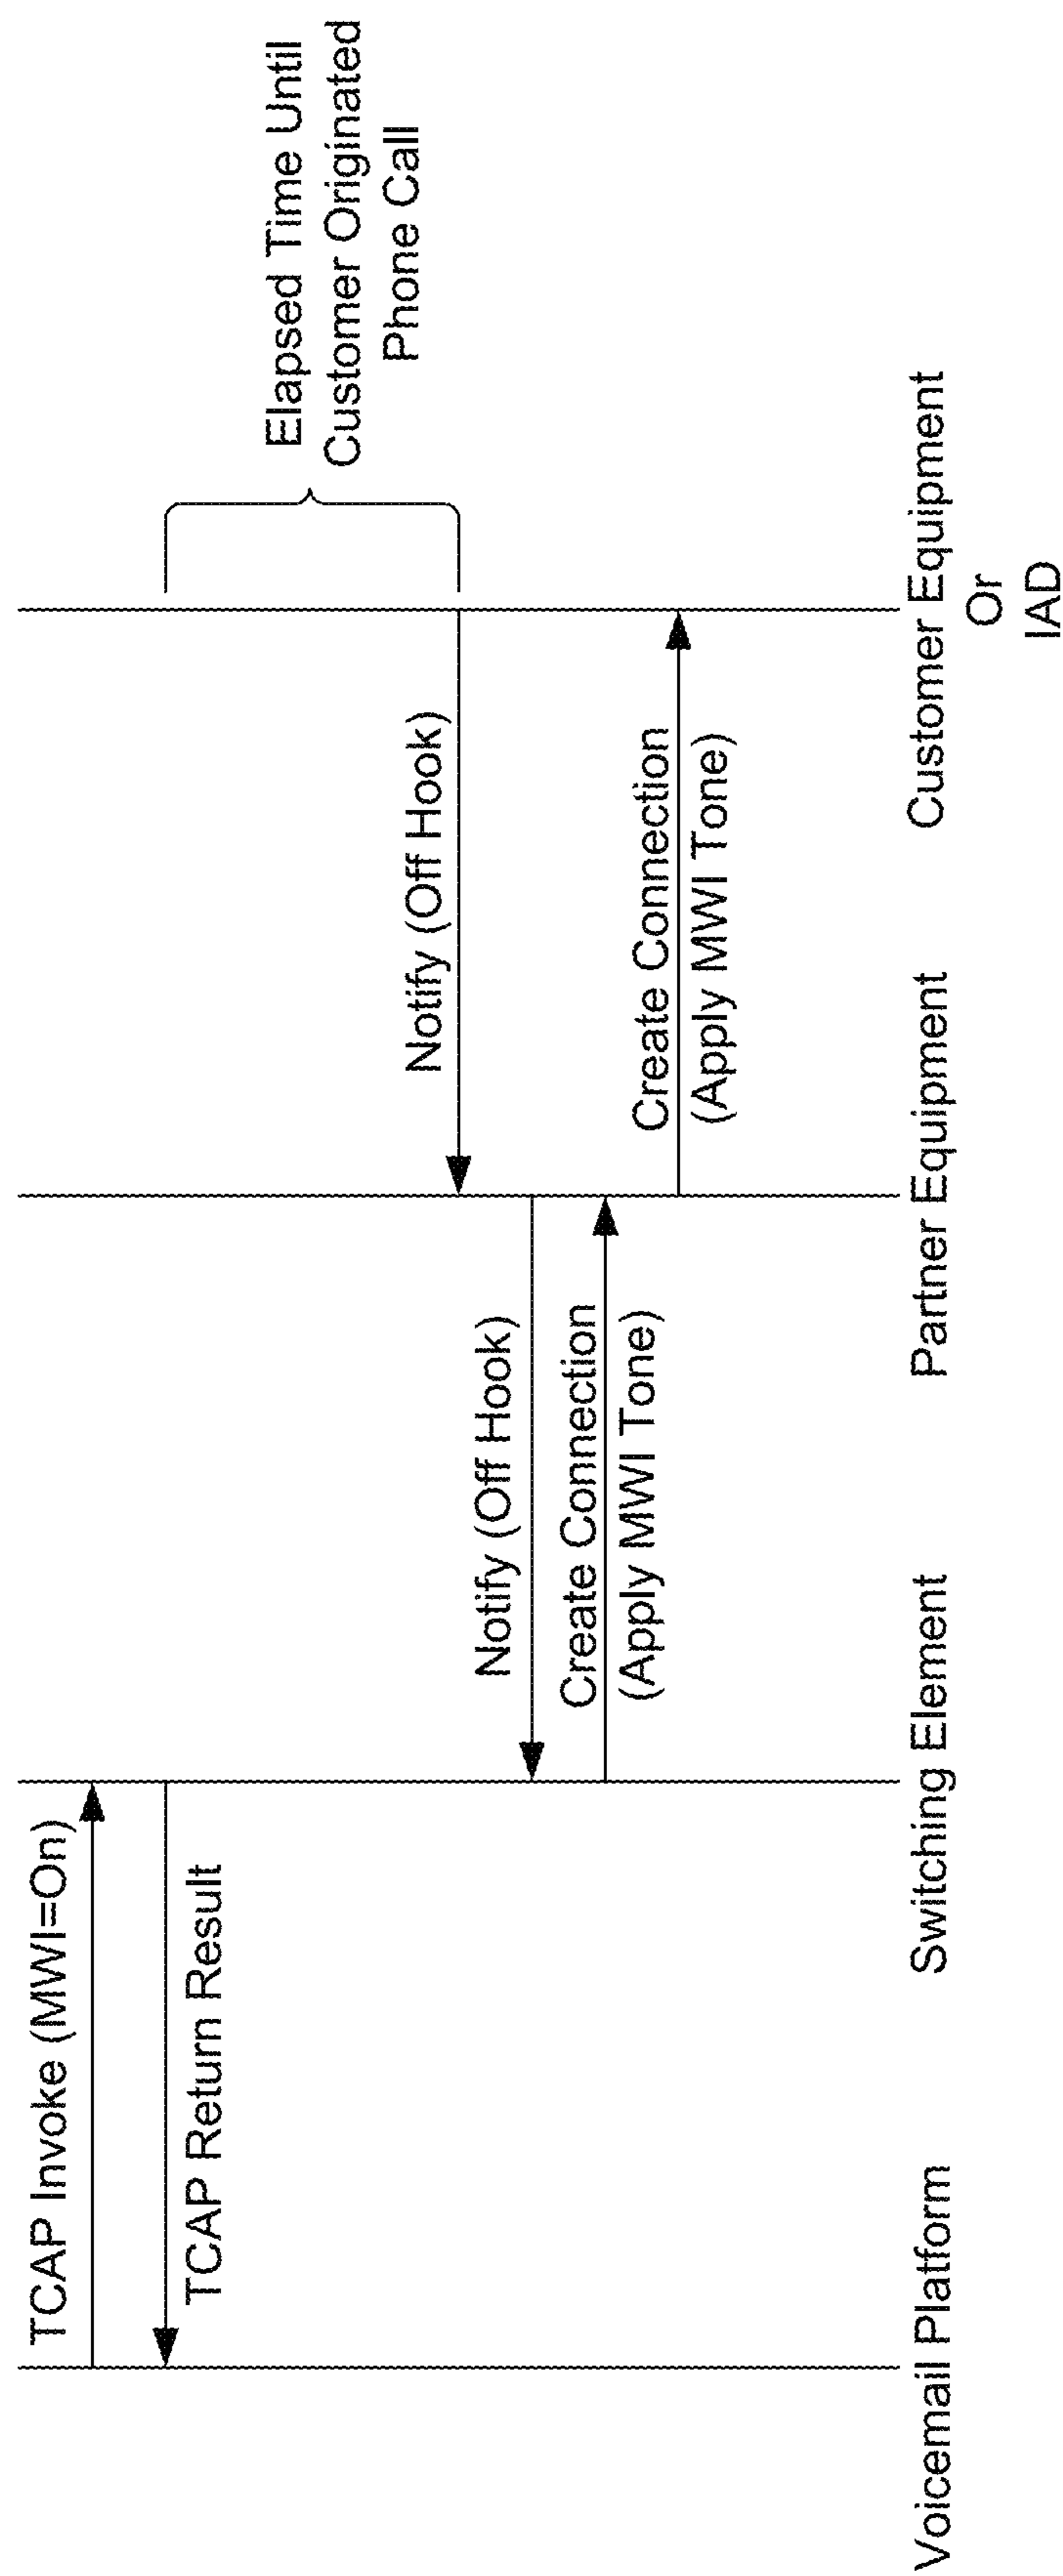 TCAP Invoke (MWI=On)
TCAP Return Result
Elapsed Time Until
Customer Originated
Phone Call
Notify (Off Hook)
Notify (Off Hook)
Create Connection
(Apply MWI Tone)
Create Connection
(Apply MWI Tone)
Voicemail Platform
Switching Element
Partner Equipment
Customer Equipment
Or
IAD